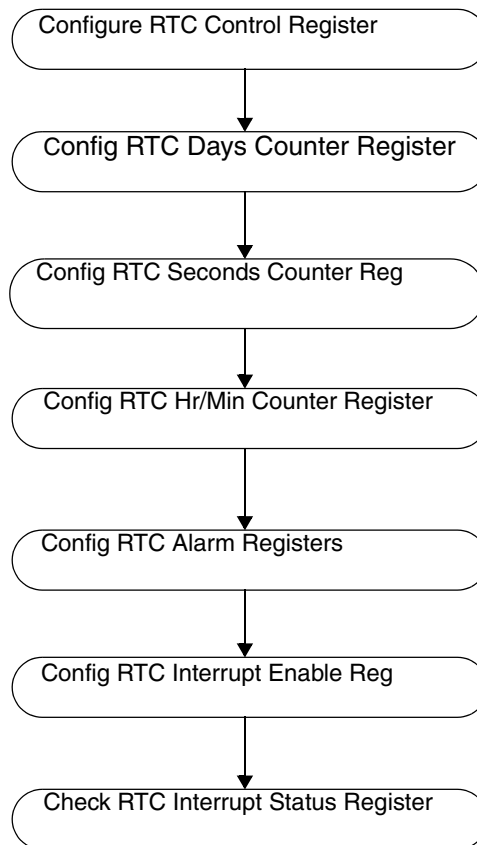 Configure RTC Control Register
Config RTC Days Counter Register
Config RTC Seconds Counter Reg
Config RTC Hr/Min Counter Register
Config RTC Alarm Registers
Config RTC Interrupt Enable Reg
Check RTC Interrupt Status Register